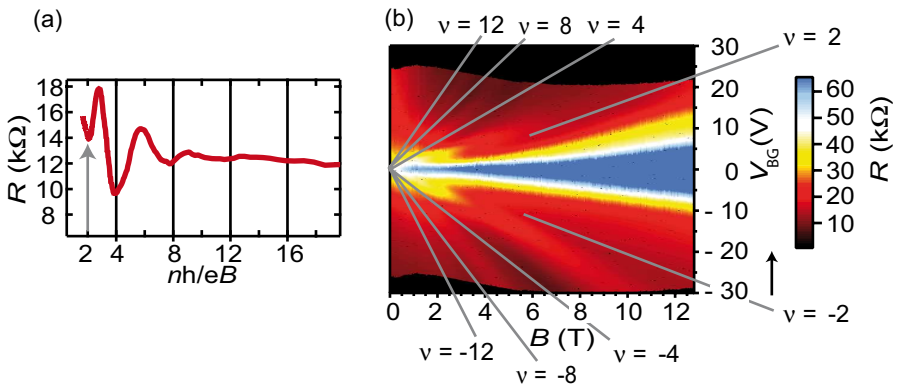 (a)
R (kΩ)
18
16
14
12
10
8
2 4 8 12 16
nh/eB
(b)
ν = 12
ν = 8
ν = 4
ν = 2
30
20
10
0
- 10
- 20
- 30
V_BG (V)
60
50
40
30
20
10
R (kΩ)
0 2 4 6 8 10 12
B (T)
ν = -2
ν = -4
ν = -8
ν = -12